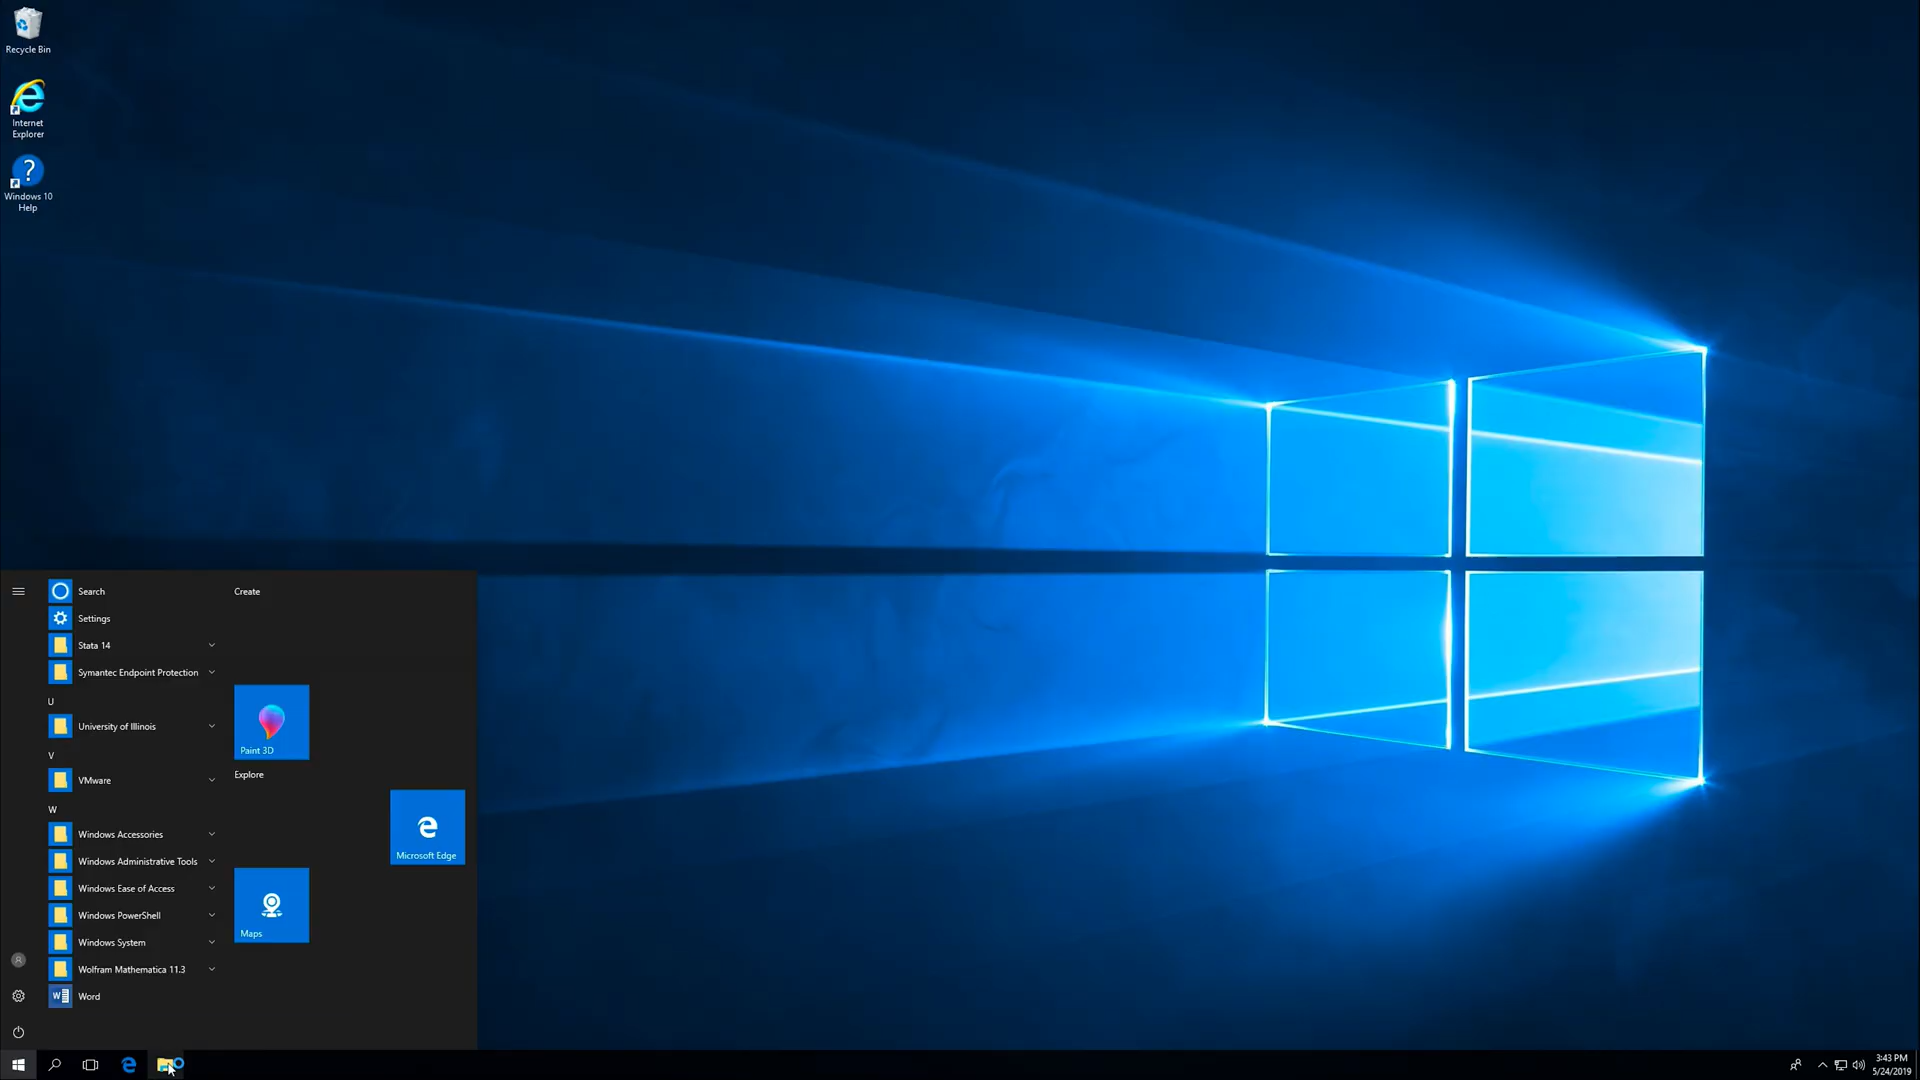 Recycle Bin
Internet
Explorer
?
Windows 10
Help
Search
Settings
Stata 14
Symantec Endpoint Protection
U
University of Illinois
V
VMware
W
Windows Accessories
Windows Administrative Tools
Windows Ease of Access
Windows PowerShell
Windows System
Wolfram Mathematica 11.3
Word
Create
Paint 3D
Explore
Microsoft Edge
Maps
3:43 PM
5/24/2019